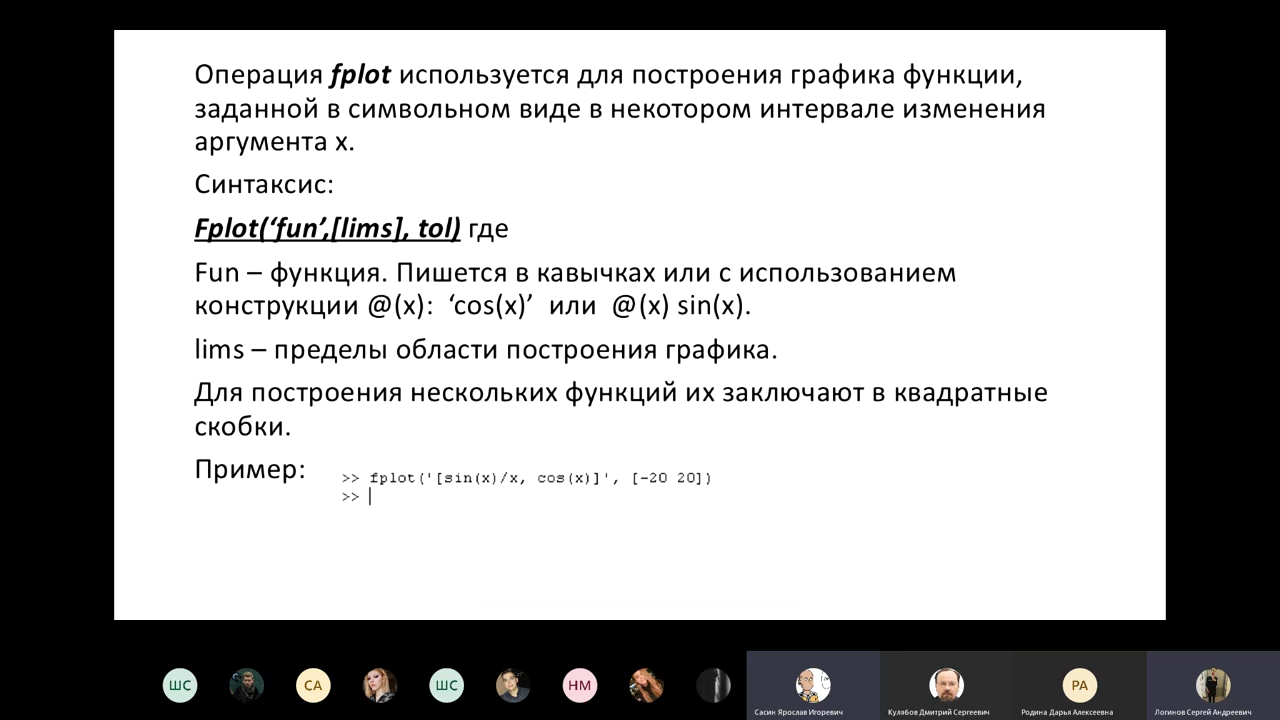 Операция fplot используется для построения графика функции,
заданной в символьном виде в некотором интервале изменения
аргумента x.
Синтаксис:
Fplot(‘fun’,[lims], tol) где
Fun – функция. Пишется в кавычках или с использованием
конструкции @(x): ‘cos(x)’ или @(x) sin(x).
lims – пределы области построения графика.
Для построения нескольких функций их заключают в квадратные
скобки.
Пример:
>> fplot('[sin(x)/x, cos(x)]', [-20 20])
>>
ШС СА ШС НМ РА
Сасин Ярослав Игоревич Кулябов Дмитрий Сергеевич Родина Дарья Алексеевна Логинов Сергей Андреевич